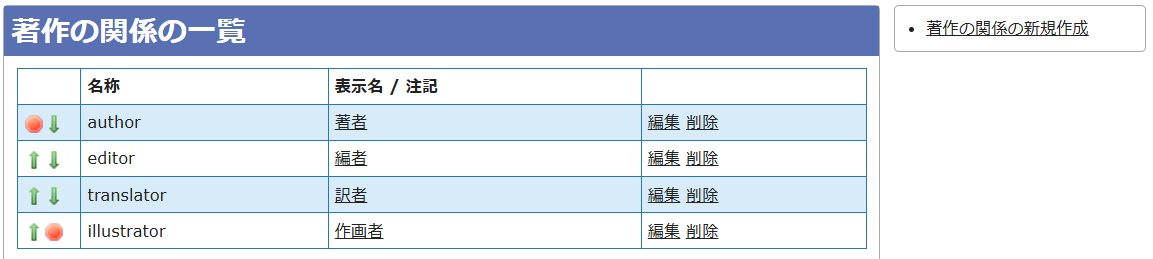 著作の関係の一覧
名称 表示名 / 注記
author 著者 編集 削除
editor 編者 編集 削除
translator 訳者 編集 削除
illustrator 作画者 編集 削除
著作の関係の新規作成